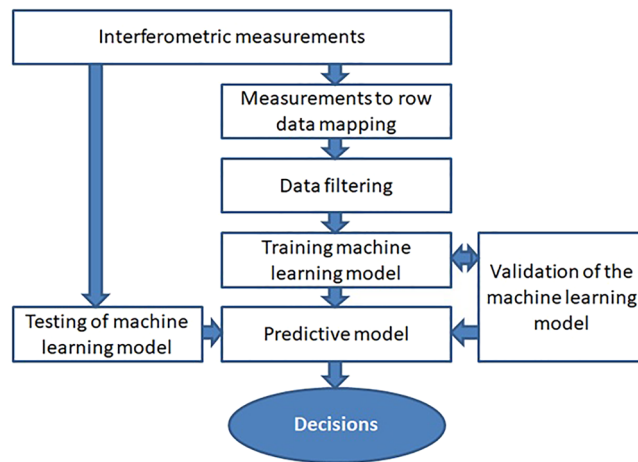 Interferometric measurements
Measurements to row
data mapping
Data filtering
Training machine
learning model
Validation of the
machine learning
model
Testing of machine
learning model
Predictive model
Decisions